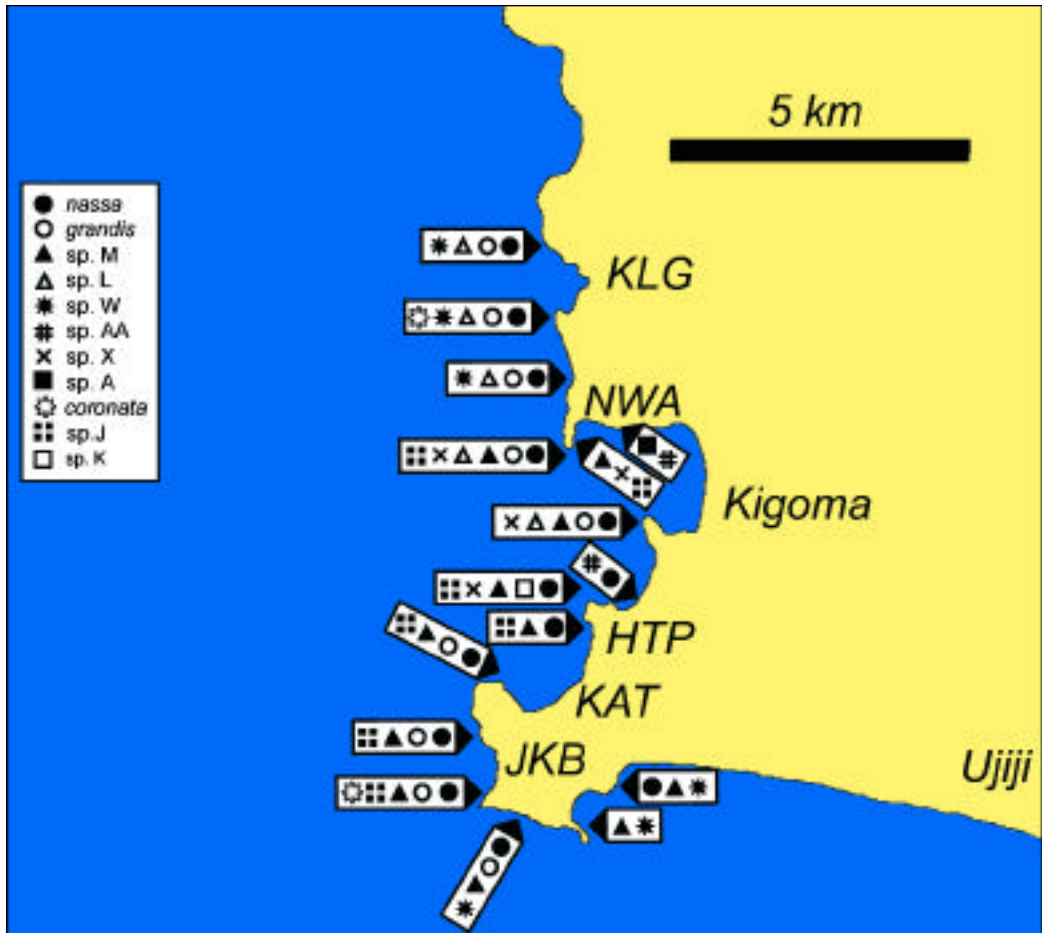 5 km
nassa
grandis
sp. M
sp. L
sp. W
sp. AA
sp. X
sp. A
coronata
sp.J
sp. K
KLG
NWA
Kigoma
HTP
KAT
JKB
Ujiji